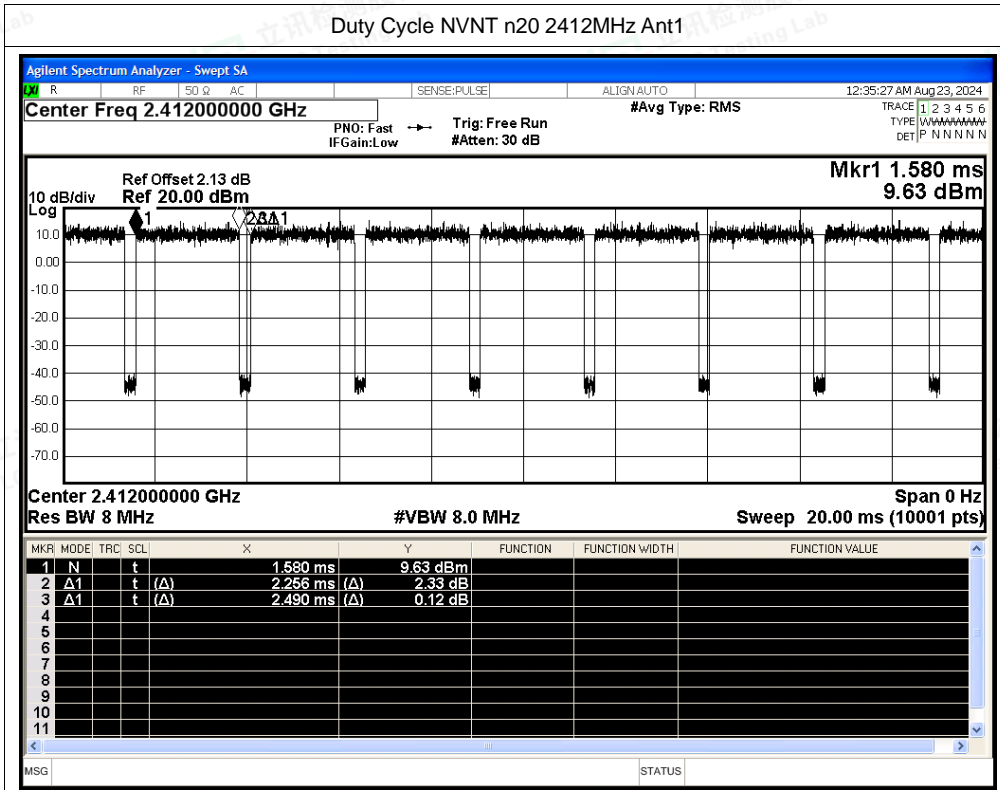 Duty Cycle NVNT n20 2412MHz Ant1
Agilent Spectrum Analyzer - Swept SA
LXI R RF 50 Ω AC SENSE:PULSE ALIGN AUTO 12:35:27 AM Aug 23, 2024
Center Freq 2.412000000 GHz #Avg Type: RMS TRACE 1 2 3 4 5 6
PNO: Fast Trig: Free Run TYPE WWWWWW
IFGain:Low #Atten: 30 dB DET P N N N N N
Mkr1 1.580 ms
Ref Offset 2.13 dB
10 dB/div Ref 20.00 dBm 9.63 dBm
Log
1 2Δ1 3Δ1
10.0
0.00
-10.0
-20.0
-30.0
-40.0
-50.0
-60.0
-70.0
Center 2.412000000 GHz Span 0 Hz
Res BW 8 MHz #VBW 8.0 MHz Sweep 20.00 ms (10001 pts)
MKR MODE TRC SCL X Y FUNCTION FUNCTION WIDTH FUNCTION VALUE
1 N t 1.580 ms 9.63 dBm
2 Δ1 t (Δ) 2.256 ms (Δ) 2.33 dB
3 Δ1 t (Δ) 2.490 ms (Δ) 0.12 dB
4
5
6
7
8
9
10
11
MSG STATUS